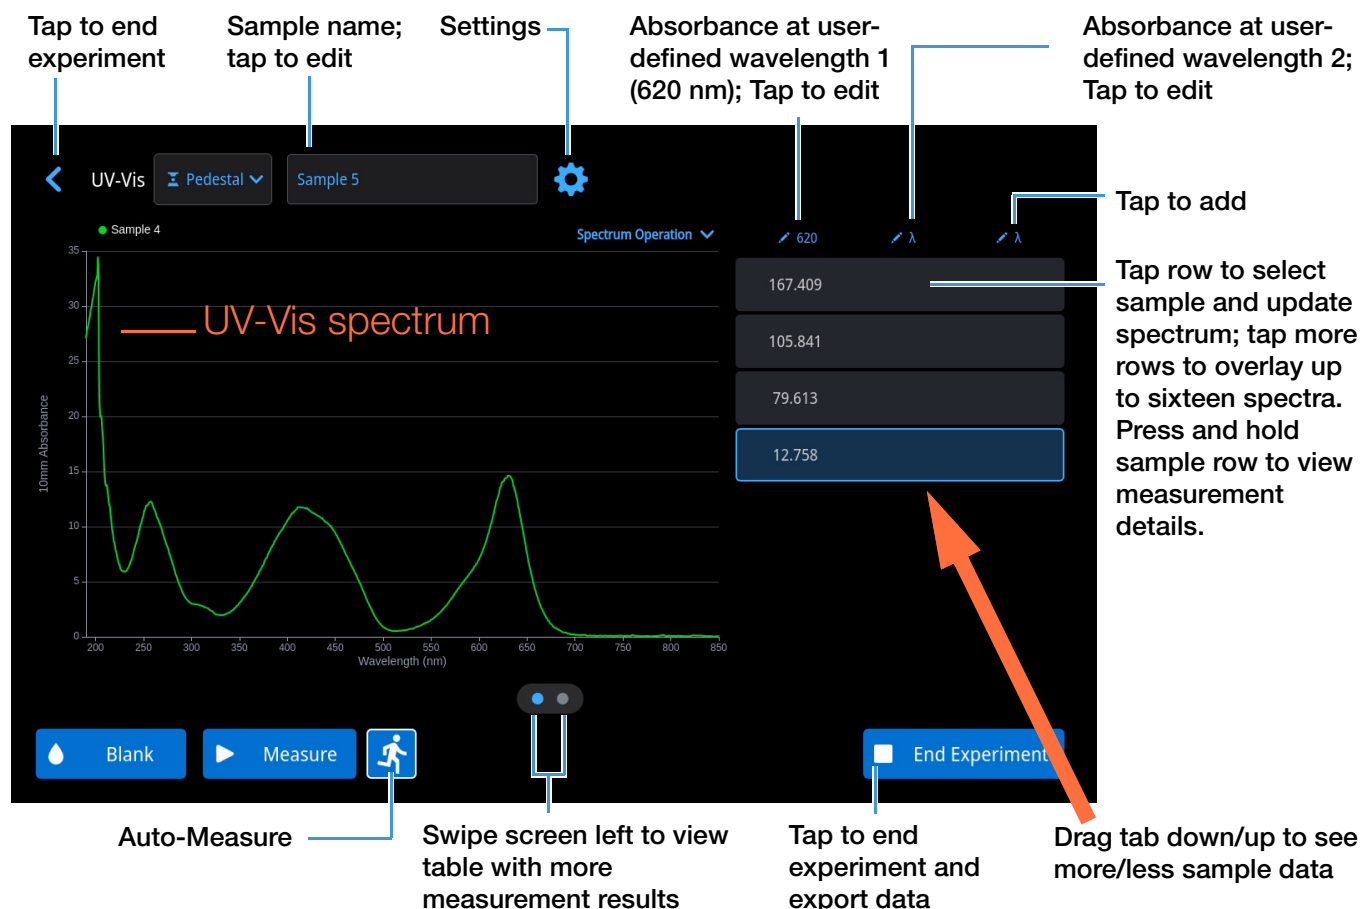 Tap to end
experiment
Sample name;
tap to edit
Settings
Absorbance at user-
defined wavelength 1
(620 nm); Tap to edit
Absorbance at user-
defined wavelength 2;
Tap to edit
UV-Vis
Pedestal
Sample 5
Tap to add
Sample 4
Spectrum Operation
620
λ
λ
35
30
25
20
15
10
5
0
10mm Absorbance
UV-Vis spectrum
200 250 300 350 400 450 500 550 600 650 700 750 800 850
Wavelength (nm)
167.409
105.841
79.613
12.758
Tap row to select
sample and update
spectrum; tap more
rows to overlay up
to sixteen spectra.
Press and hold
sample row to view
measurement
details.
Blank
Measure
End Experiment
Auto-Measure
Swipe screen left to view
table with more
measurement results
Tap to end
experiment and
export data
Drag tab down/up to see
more/less sample data